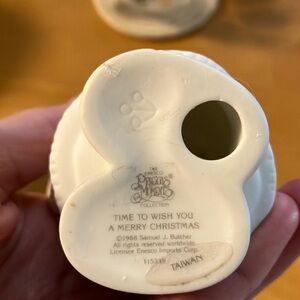 THE
ENESCO
PRECIOUS
MOMENTS
COLLECTION
TIME TO WISH YOU
A MERRY CHRISTMAS
©1988 Samuel J. Butcher
All rights reserved worldwide
Licensee Enesco Imports Corp.
115339
TAIWAN